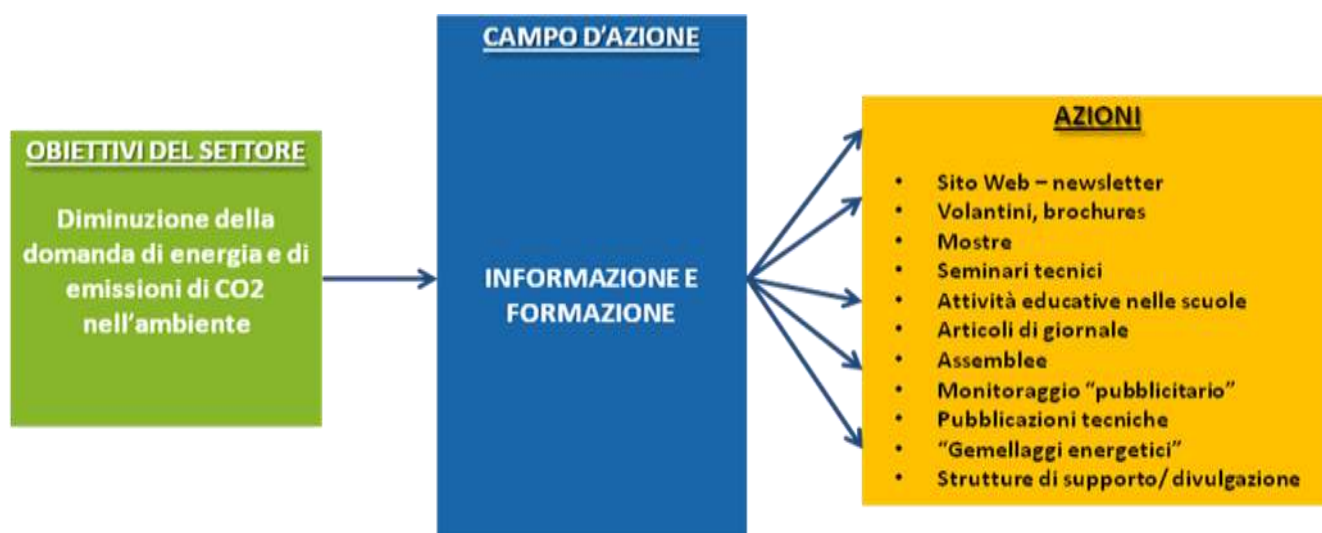 OBIETTIVI DEL SETTORE
Diminuzione della
domanda di energia e di
emissioni di CO2
nell'ambiente
CAMPO D'AZIONE
INFORMAZIONE E
FORMAZIONE
AZIONI
• Sito Web – newsletter
• Volantini, brochures
• Mostre
• Seminari tecnici
• Attività educative nelle scuole
• Articoli di giornale
• Assemblee
• Monitoraggio “pubblicitario”
• Pubblicazioni tecniche
• “Gemellaggi energetici”
• Strutture di supporto/ divulgazione